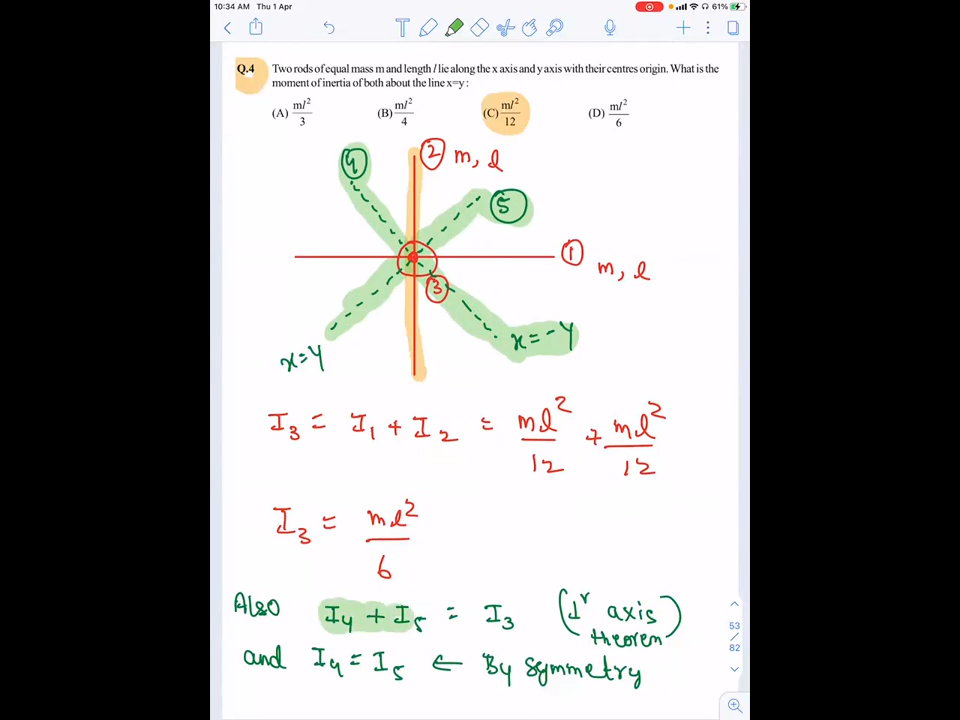 10:34 AM Thu 1 Apr
61%
Q.4 Two rods of equal mass m and length l lie along the x axis and y axis with their centres origin. What is the
moment of inertia of both about the line x=y:
(A) ml²/3 (B) ml²/4 (C) ml²/12 (D) ml²/6
4 2 m, l
5
1 m, l
3
x=-y
x=y
I₃ = I₁ + I₂ = ml²/12 + ml²/12
I₃ = ml²/6
Also I₄ + I₅ = I₃ (⊥ʳ axis
theorem)
and I₄ = I₅ ← By symmetry
53
/
82